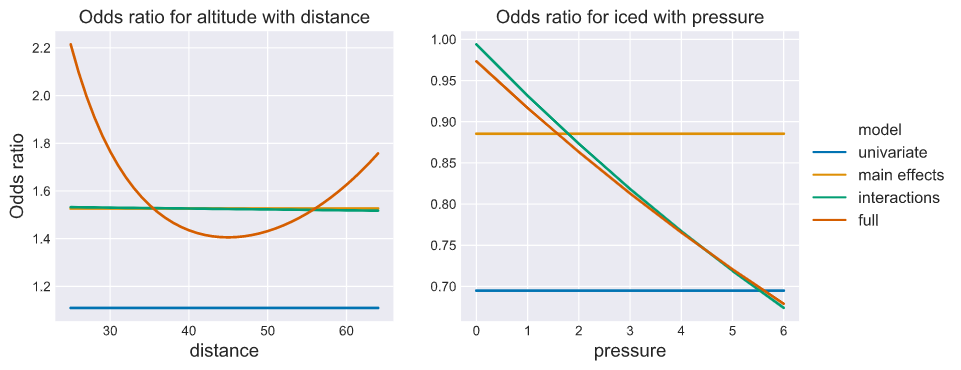 Odds ratio for altitude with distance
Odds ratio
2.2
2.0
1.8
1.6
1.4
1.2
30 40 50 60
distance
Odds ratio for iced with pressure
1.00
0.95
0.90
0.85
0.80
0.75
0.70
0 1 2 3 4 5 6
pressure
model
univariate
main effects
interactions
full